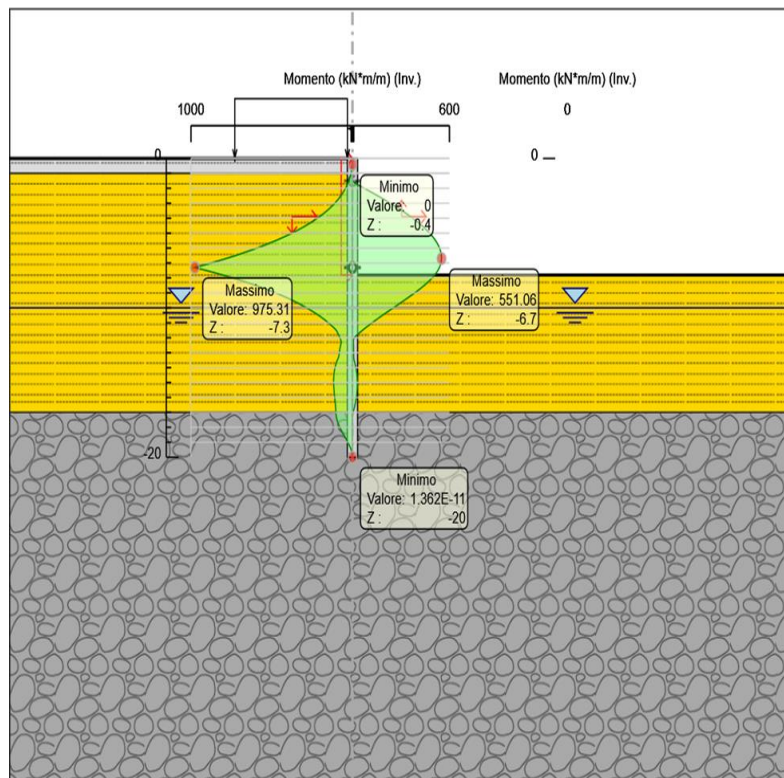 Momento (kN*m/m) (Inv.)
Momento (kN*m/m) (Inv.)
1000
600
0
0
0
Minimo
Valore: 0
Z : -0.4
Massimo
Valore: 975.31
Z : -7.3
Massimo
Valore: 551.06
Z : -6.7
-20
Minimo
Valore: 1.362E-11
Z : -20